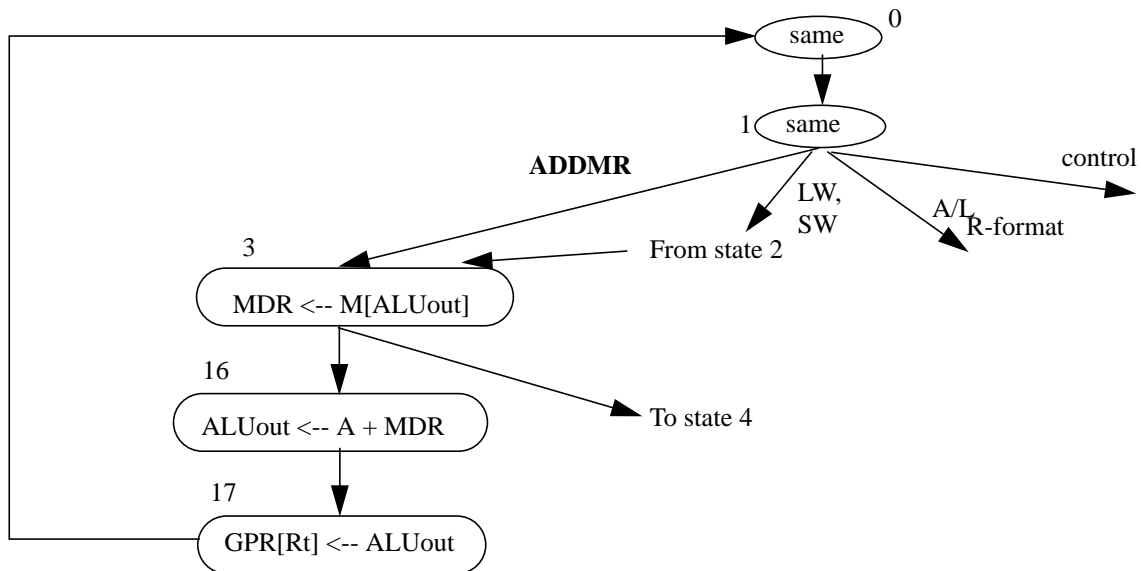 same
0
1
same
ADDMR
control
LW,
SW
A/L
R-format
3
From state 2
MDR <-- M[ALUout]
16
ALUout <-- A + MDR
To state 4
17
GPR[Rt] <-- ALUout